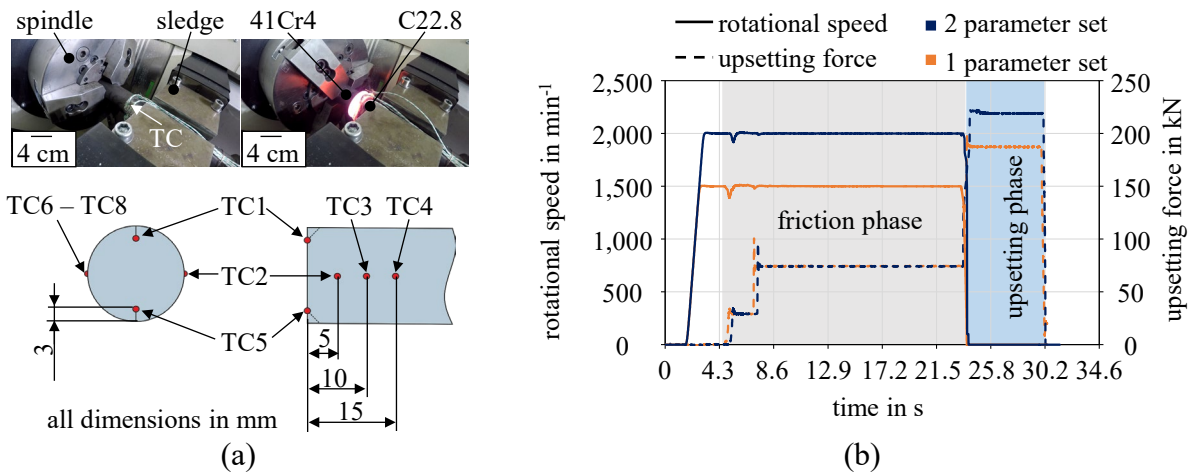 spindle
sledge
41Cr4
C22.8
TC
4 cm
4 cm
TC6 – TC8
TC1
TC3
TC4
TC2
TC5
3
5
10
15
all dimensions in mm
(a)
rotational speed
2 parameter set
upsetting force
1 parameter set
rotational speed in min-1
2,500
2,000
1,500
1,000
500
0
friction phase
upsetting phase
250
200
150
100
50
0
upsetting force in kN
0 4.3 8.6 12.9 17.2 21.5 25.8 30.2 34.6
time in s
(b)